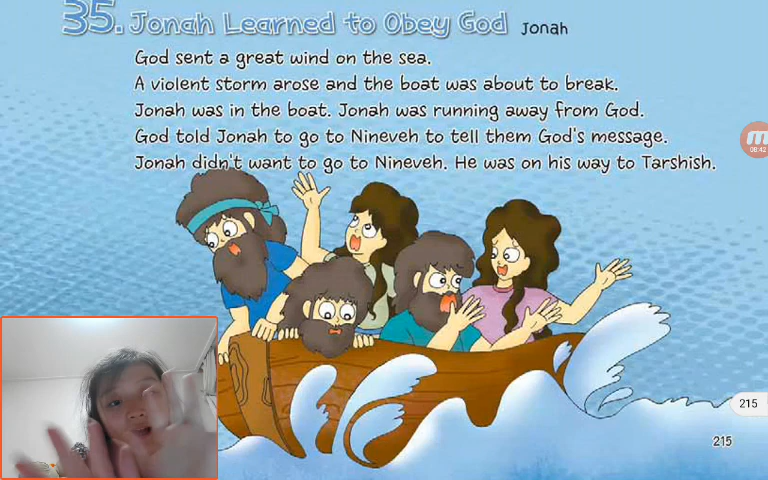 35. Jonah Learned to Obey God Jonah
God sent a great wind on the sea.
A violent storm arose and the boat was about to break.
Jonah was in the boat. Jonah was running away from God.
God told Jonah to go to Nineveh to tell them God's message.
Jonah didn't want to go to Nineveh. He was on his way to Tarshish.
M
08:42
215
215